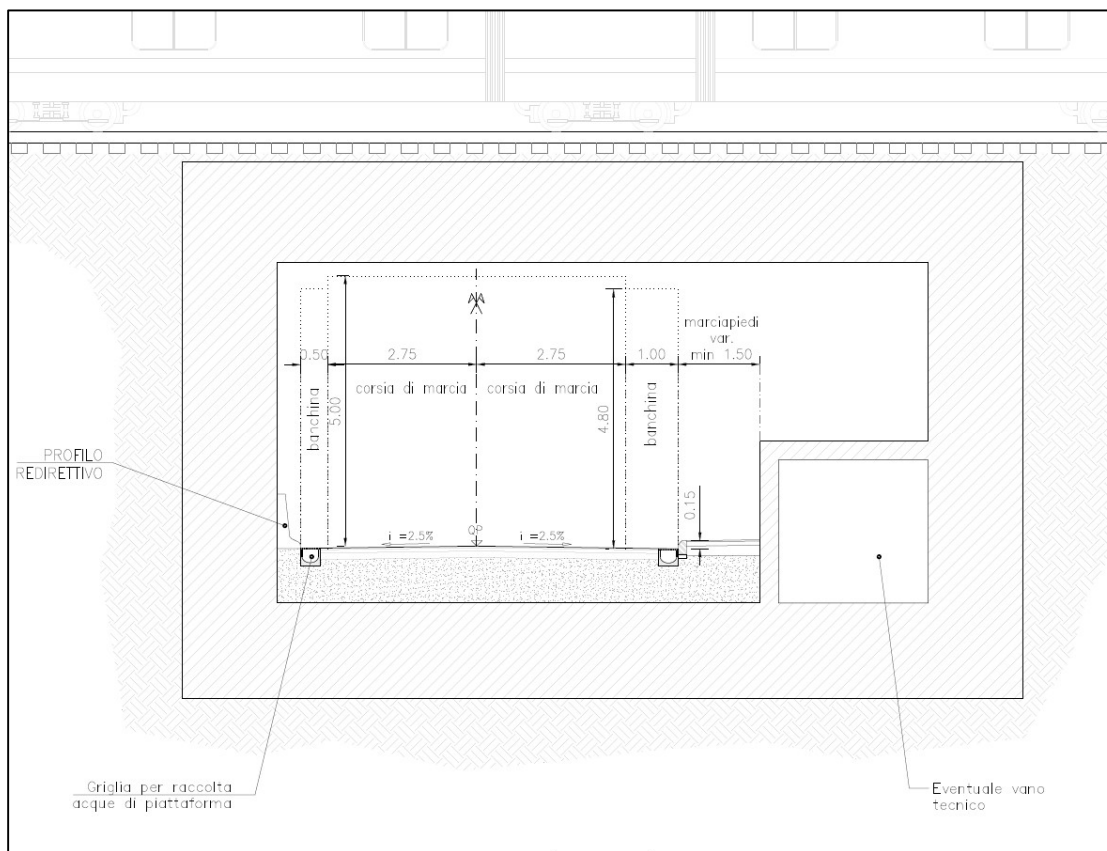 marciapiedi
var.
0.50
2.75
2.75
1.00
min 1.50
corsia di marcia
corsia di marcia
banchina
5.00
4.80
banchina
PROFILO
REDIRETTIVO
0.15
QP
i =2.5%
i =2.5%
Griglia per raccolta
acque di piattaforma
Eventuale vano
tecnico